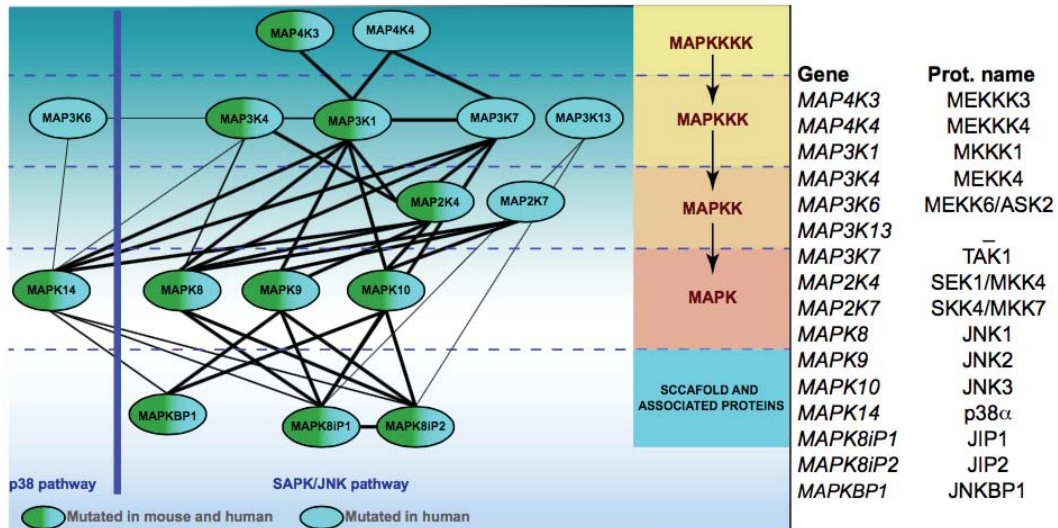 MAP4K3
MAP4K4
MAP3K6
MAP3K4
MAP3K1
MAP3K7
MAP3K13
MAP2K4
MAP2K7
MAPK14
MAPK8
MAPK9
MAPK10
MAPKBP1
MAPK8iP1
MAPK8iP2
p38 pathway
SAPK/JNK pathway
Mutated in mouse and human
Mutated in human
MAPKKKK
MAPKKK
MAPKK
MAPK
SCCAFOLD AND
ASSOCIATED PROTEINS
Gene Prot. name
MAP4K3 MEKKK3
MAP4K4 MEKKK4
MAP3K1 MKKK1
MAP3K4 MEKK4
MAP3K6 MEKK6/ASK2
MAP3K13 _
MAP3K7 TAK1
MAP2K4 SEK1/MKK4
MAP2K7 SKK4/MKK7
MAPK8 JNK1
MAPK9 JNK2
MAPK10 JNK3
MAPK14 p38α
MAPK8iP1 JIP1
MAPK8iP2 JIP2
MAPKBP1 JNKBP1